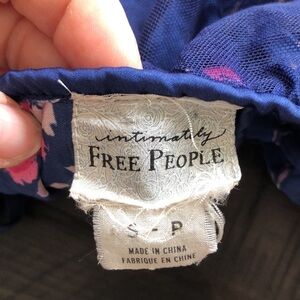 intimately
FREE PEOPLE
S - P
MADE IN CHINA
FABRIQUE EN CHINE